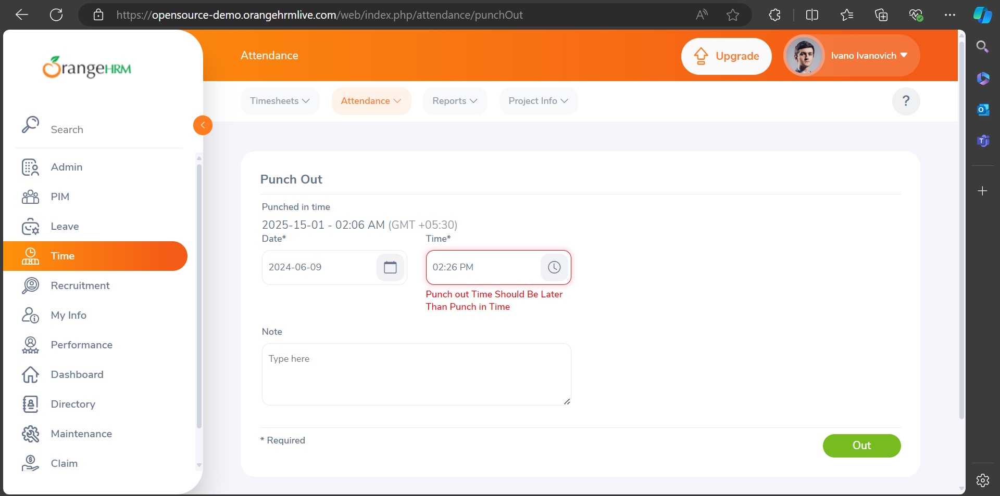 https://opensource-demo.orangehrmlive.com/web/index.php/attendance/punchOut
OrangeHRM
Attendance
Upgrade
Ivano Ivanovich
Timesheets
Attendance
Reports
Project Info
?
Search
Admin
PIM
Leave
Time
Recruitment
My Info
Performance
Dashboard
Directory
Maintenance
Claim
Punch Out
Punched in time
2025-15-01 - 02:06 AM (GMT +05:30)
Date*
Time*
2024-06-09
02:26 PM
Punch out Time Should Be Later
Than Punch in Time
Note
Type here
* Required
Out